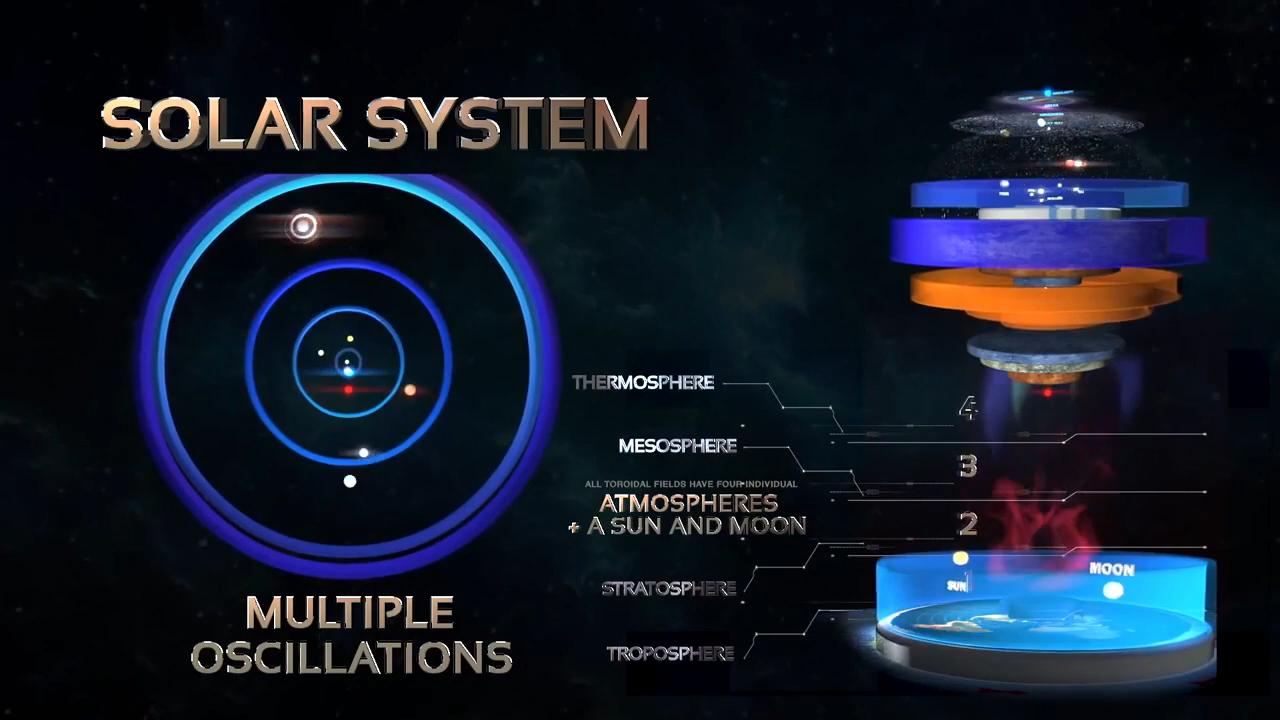 SOLAR SYSTEM
MULTIPLE
OSCILLATIONS
THERMOSPHERE
MESOSPHERE
ALL TOROIDAL FIELDS HAVE FOUR INDIVIDUAL
ATMOSPHERES
+ A SUN AND MOON
STRATOSPHERE
TROPOSPHERE
4
3
2
1
SUN
MOON